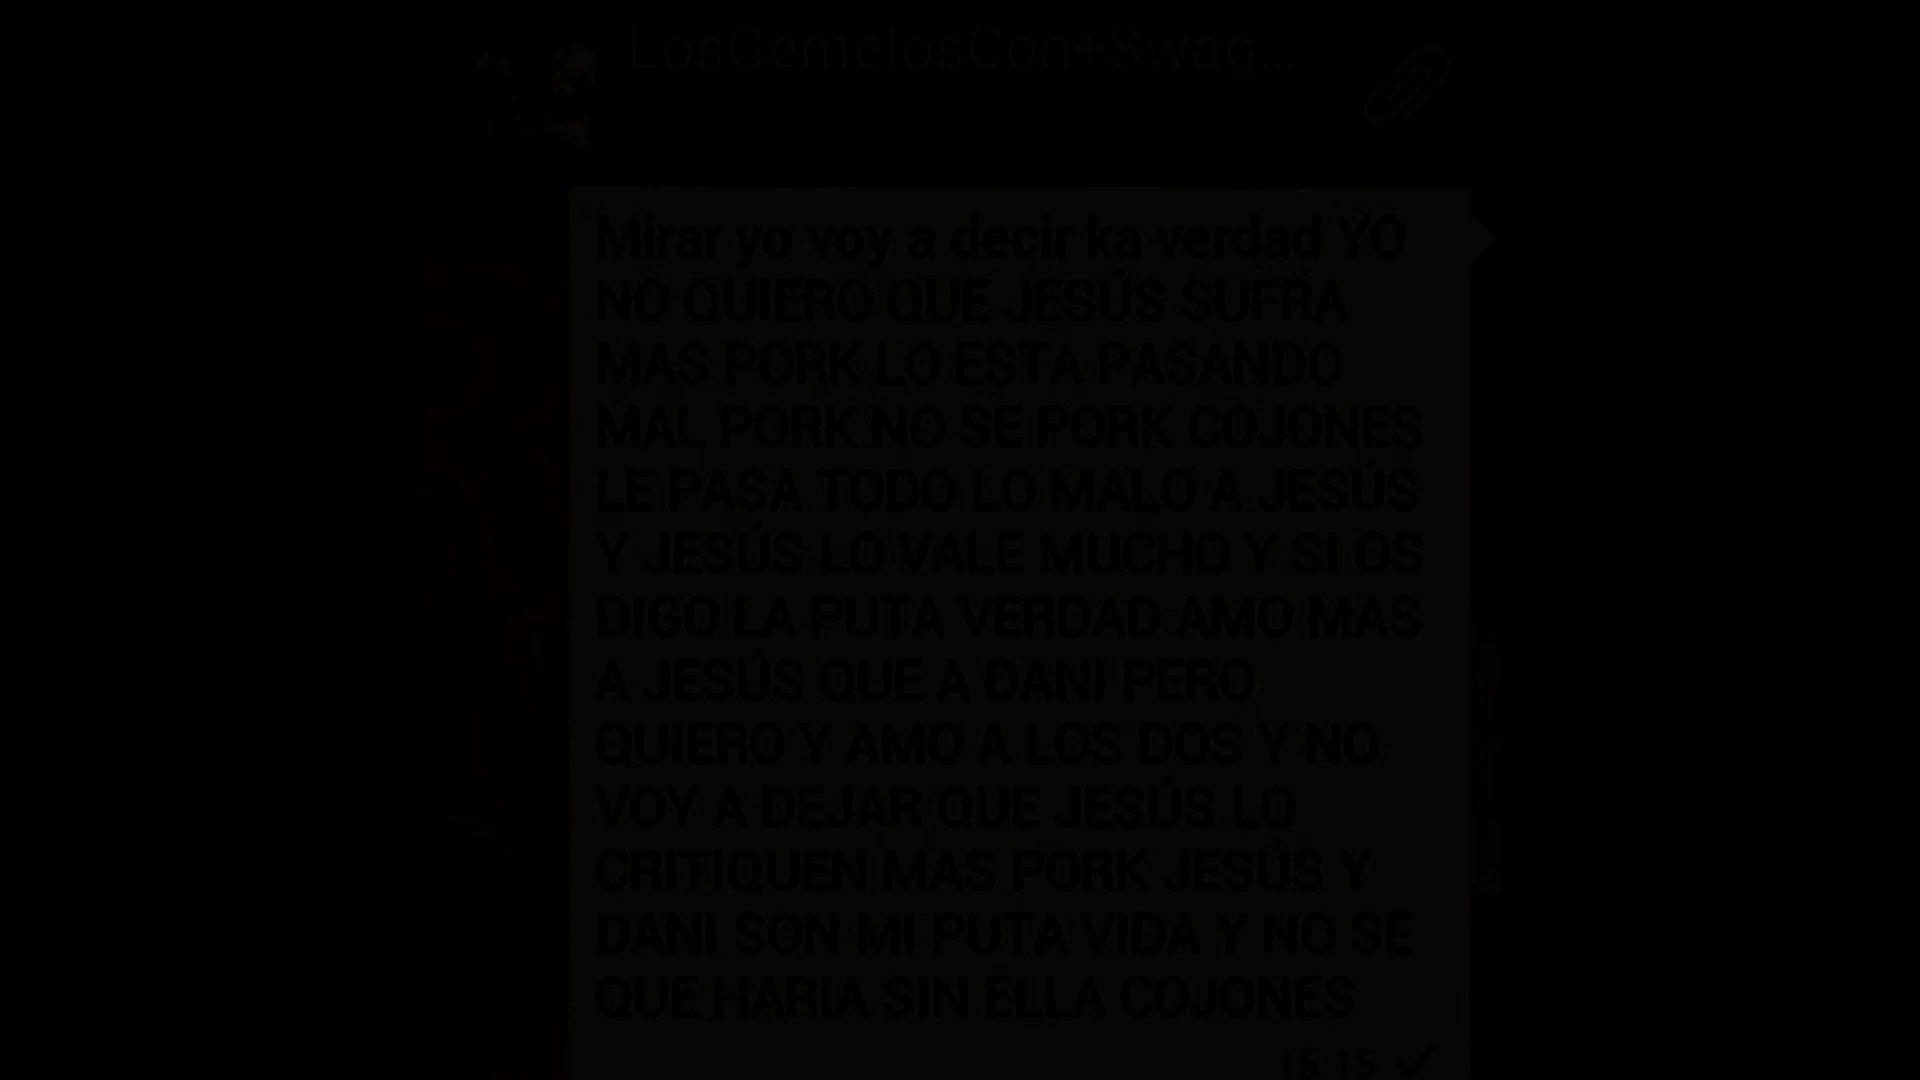 LosGemelosCon+Swag..
Mirar yo voy a decir ka verdad YO
NO QUIERO QUE JESÚS SUFRA
MAS PORK LO ESTA PASANDO
MAL PORK NO SE PORK COJONES
LE PASA TODO LO MALO A JESÚS
Y JESÚS LO VALE MUCHO Y SI OS
DIGO LA PUTA VERDAD AMO MAS
A JESÚS QUE A DANI PERO
QUIERO Y AMO A LOS DOS Y NO
VOY A DEJAR QUE JESÚS LO
CRITIQUEN MAS PORK JESÚS Y
DANI SON MI PUTA VIDA Y NO SE
QUE HARIA SIN ELLA COJONES
15:15